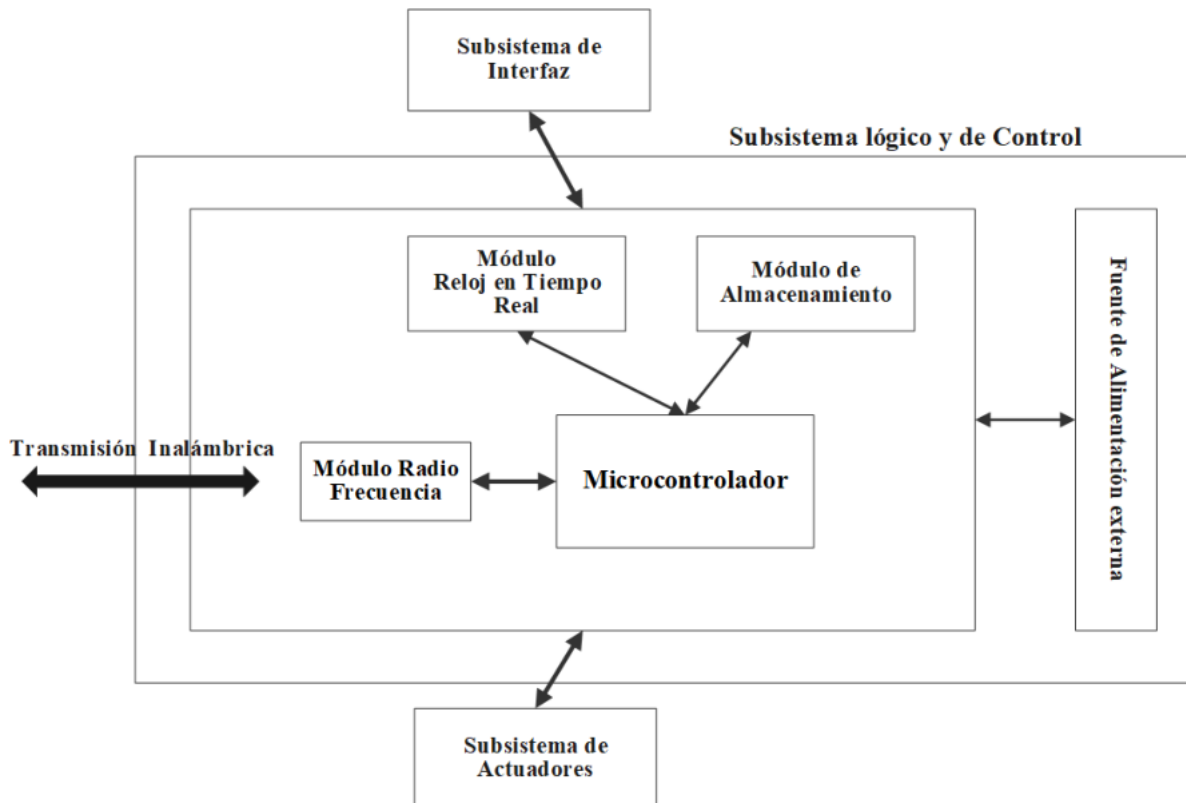 Subsistema de
Interfaz
Subsistema lógico y de Control
Módulo
Reloj en Tiempo
Real
Módulo de
Almacenamiento
Fuente de Alimentación externa
Transmisión Inalámbrica
Módulo Radio
Frecuencia
Microcontrolador
Subsistema de
Actuadores